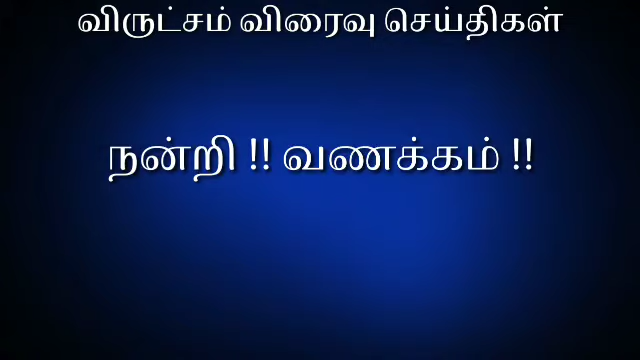 விருட்சம் விரைவு செய்திகள்
நன்றி !! வணக்கம் !!